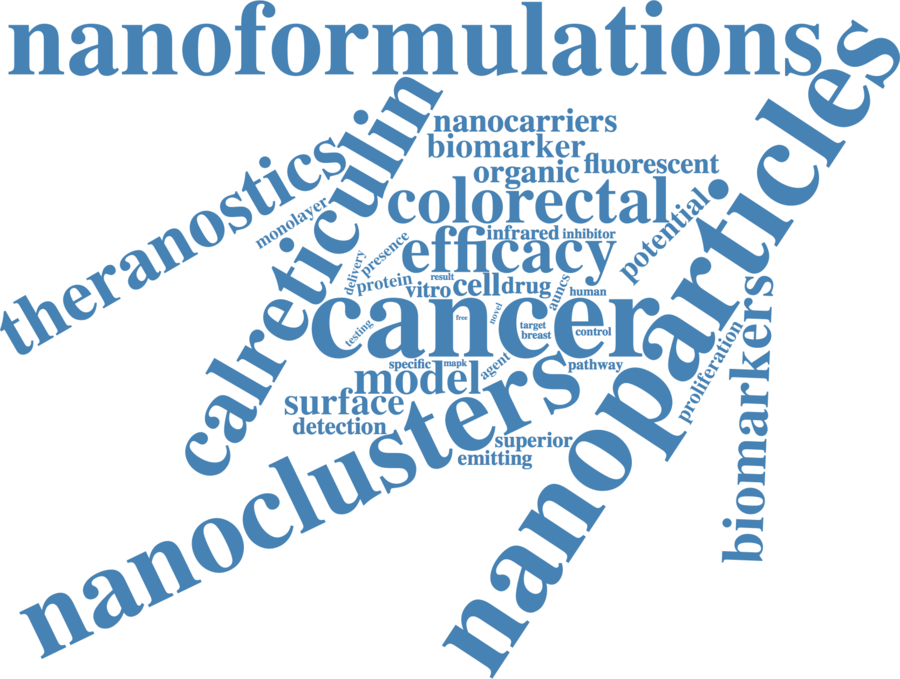 nanoformulations
nanoparticles
calreticulin
theranostics
nanocarriers
biomarker
fluorescent
organic
colorectal
monolayer
potential
infrared
inhibitor
efficacy
presence
delivery
protein
result
vitro
cell
drug
auncs
human
cancer
free
novel
testing
target
breast
control
specific
mapk
agent
pathway
model
proliferation
biomarkers
surface
detection
nanoclusters
superior
emitting